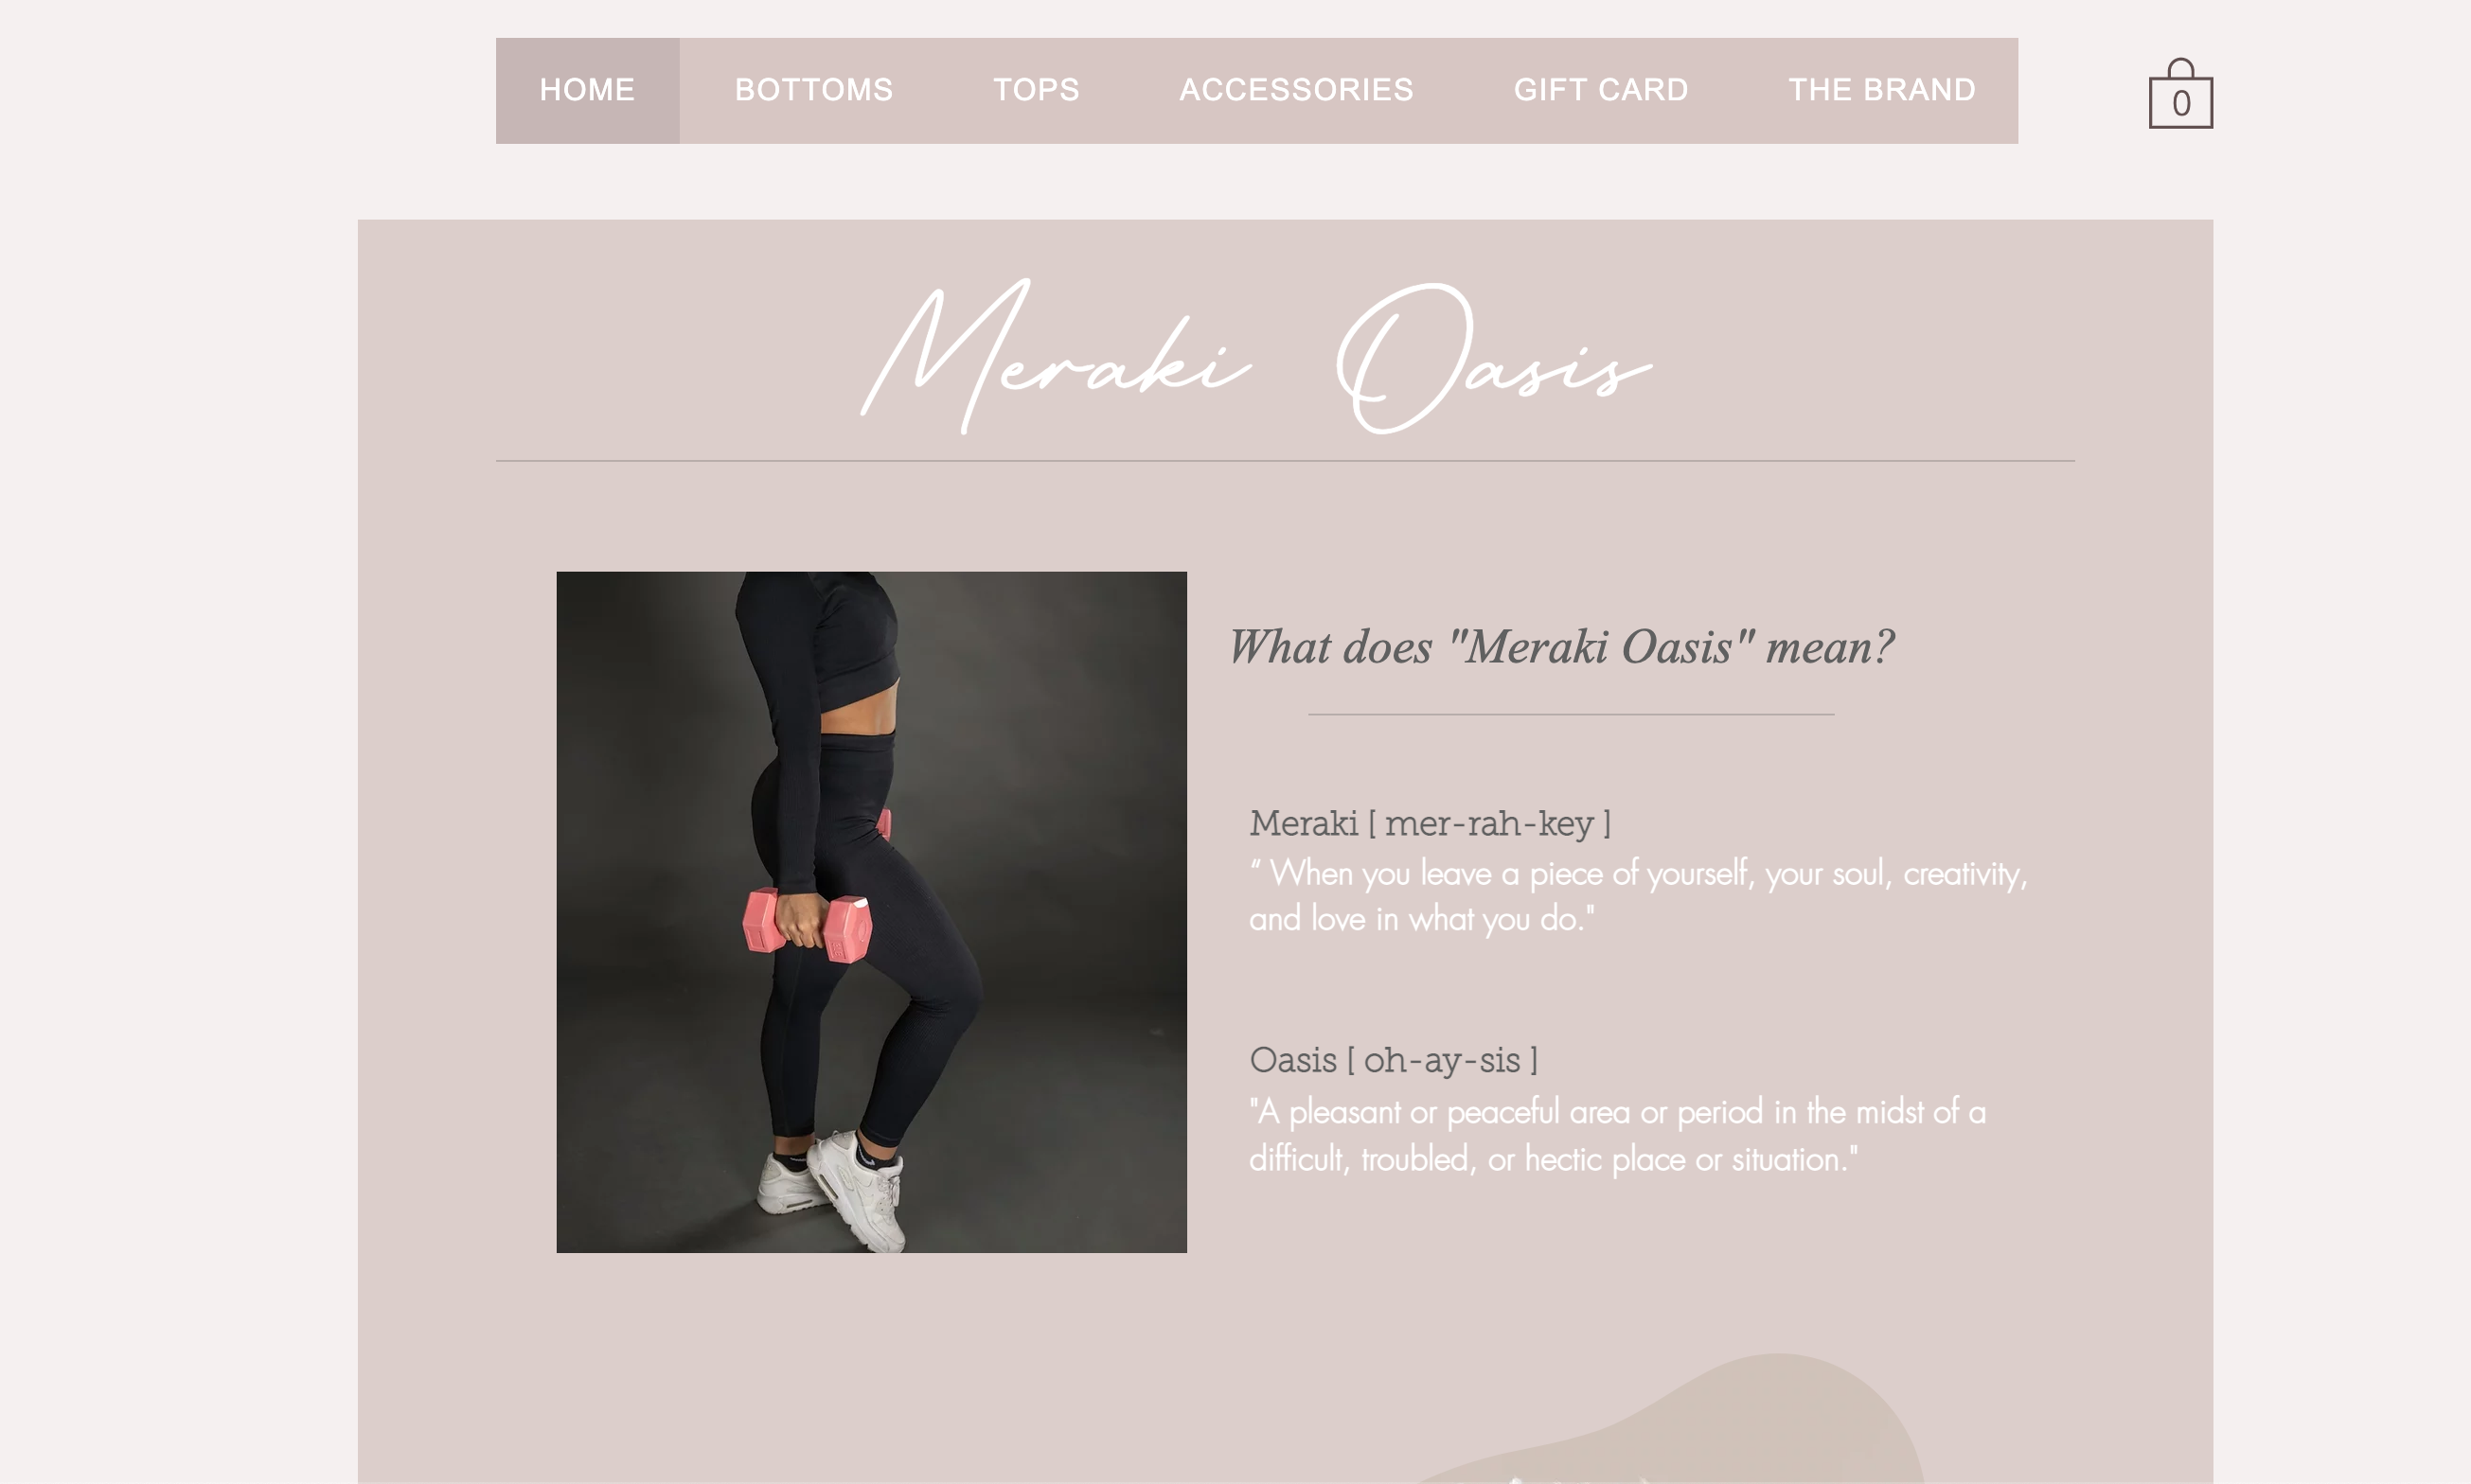 HOME BOTTOMS TOPS ACCESSORIES GIFT CARD THE BRAND
0
Meraki Oasis
What does "Meraki Oasis" mean?
Meraki [ mer-rah-key ]
“ When you leave a piece of yourself, your soul, creativity,
and love in what you do."
Oasis [ oh-ay-sis ]
"A pleasant or peaceful area or period in the midst of a
difficult, troubled, or hectic place or situation."